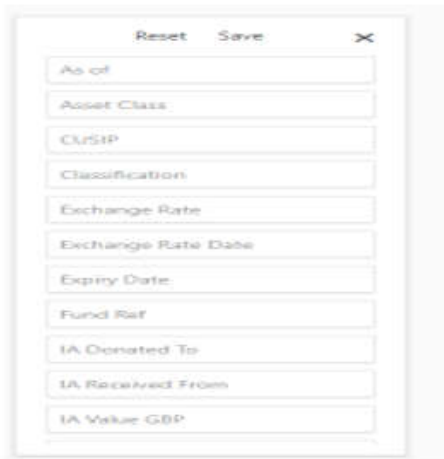 Reset Save ×
As of
Asset Class
CUSIP
Classification
Exchange Rate
Exchange Rate Date
Expiry Date
Fund Ref
IA Donated To
IA Received From
IA Value GBP